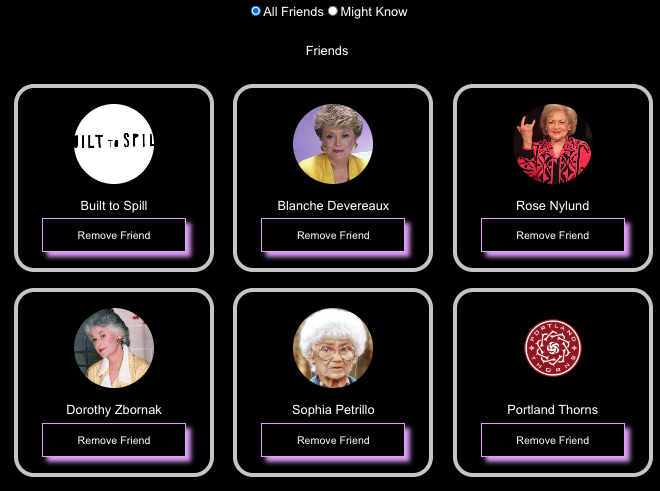 All Friends Might Know
Friends
UILT TO SPIL
Built to Spill
Blanche Devereaux
Rose Nylund
Remove Friend
Remove Friend
Remove Friend
PORTLAND
THORNS
Dorothy Zbornak
Sophia Petrillo
Portland Thorns
Remove Friend
Remove Friend
Remove Friend